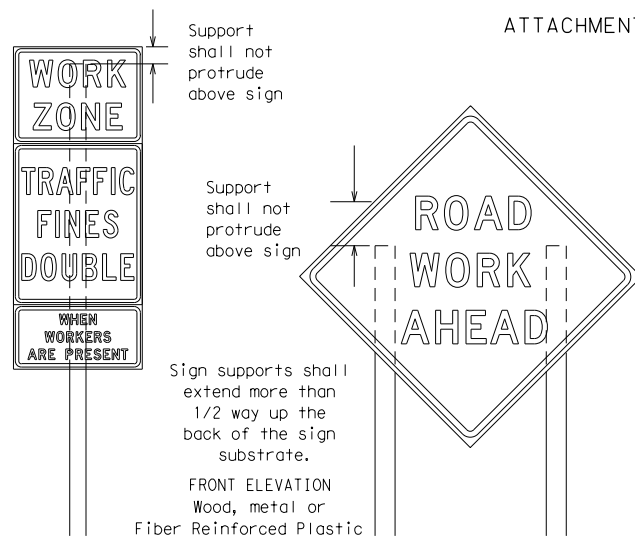 ATTACHMENT
Support
shall not
protrude
above sign
WORK
ZONE
TRAFFIC
FINES
DOUBLE
WHEN
WORKERS
ARE PRESENT
Support
shall not
protrude
above sign
ROAD
WORK
AHEAD
Sign supports shall
extend more than
1/2 way up the
back of the sign
substrate.
FRONT ELEVATION
Wood, metal or
Fiber Reinforced Plastic